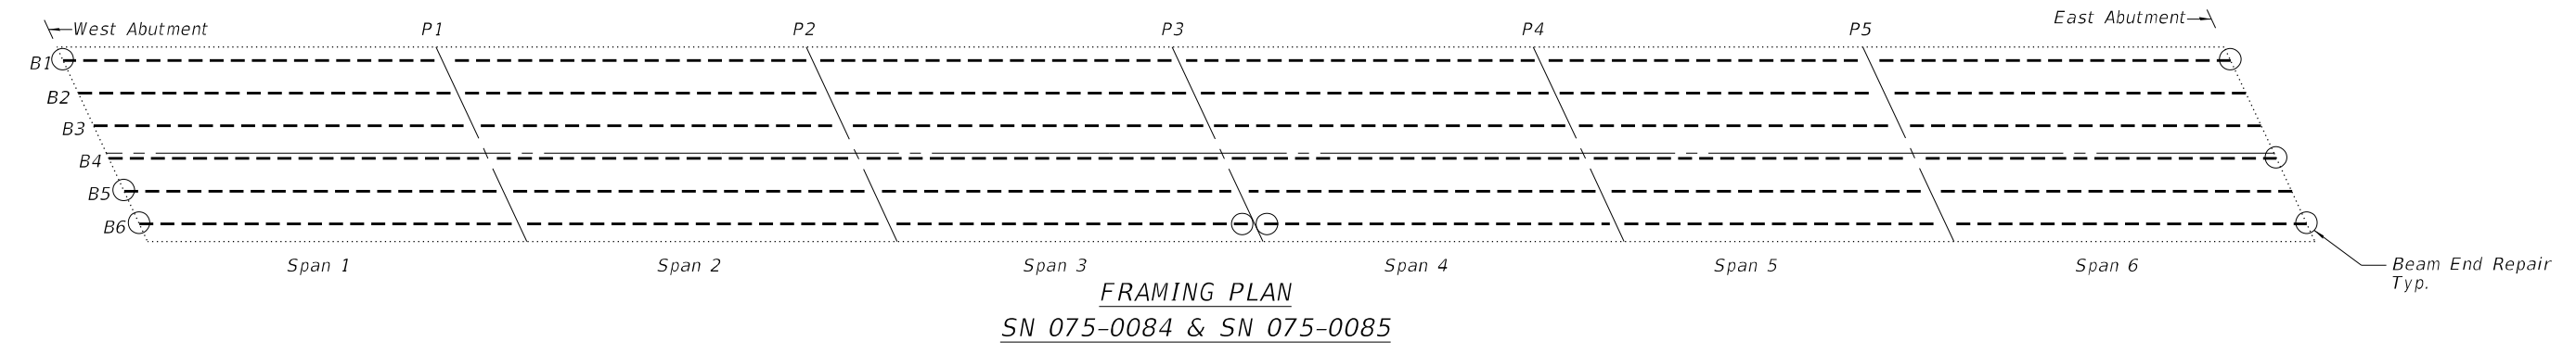 West Abutment
P1
P2
P3
P4
P5
East Abutment
B1
B2
B3
B4
B5
B6
Span 1
Span 2
Span 3
Span 4
Span 5
Span 6
Beam End Repair
Typ.
FRAMING PLAN
SN 075-0084 & SN 075-0085